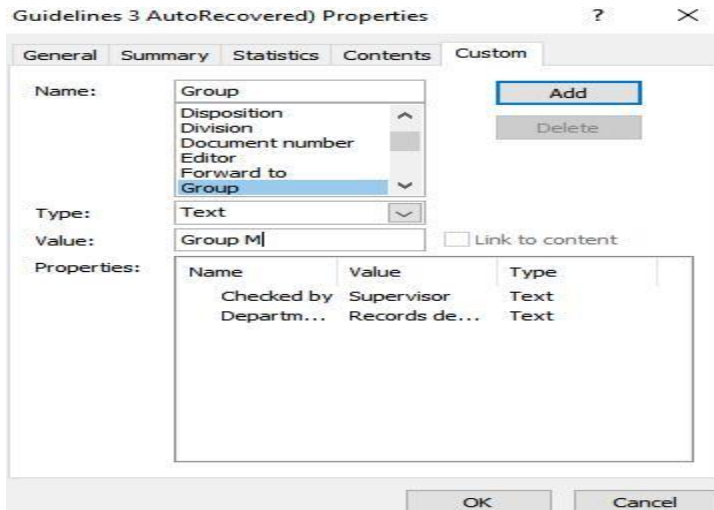 Guidelines 3 AutoRecovered) Properties ? ×
General Summary Statistics Contents Custom
Name: Group Add
Disposition
Division Delete
Document number
Editor
Forward to
Group
Type: Text
Value: Group M Link to content
Properties: Name Value Type
Checked by Supervisor Text
Departm... Records de... Text
OK Cancel